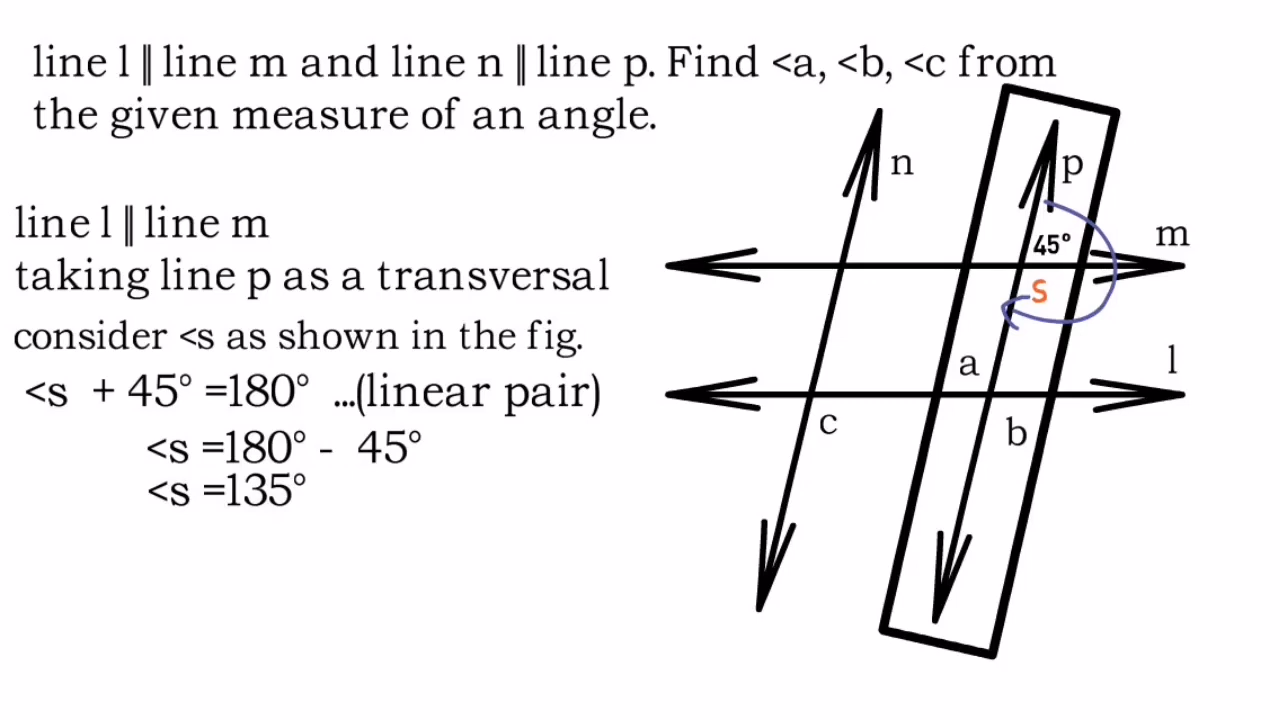 line l ∥ line m and line n ∥ line p. Find <a, <b, <c from
the given measure of an angle.
n
p
m
45°
S
line l ∥ line m
taking line p as a transversal
consider <s as shown in the fig.
<s + 45° =180° ...(linear pair)
<s =180° - 45°
<s =135°
a
l
c
b